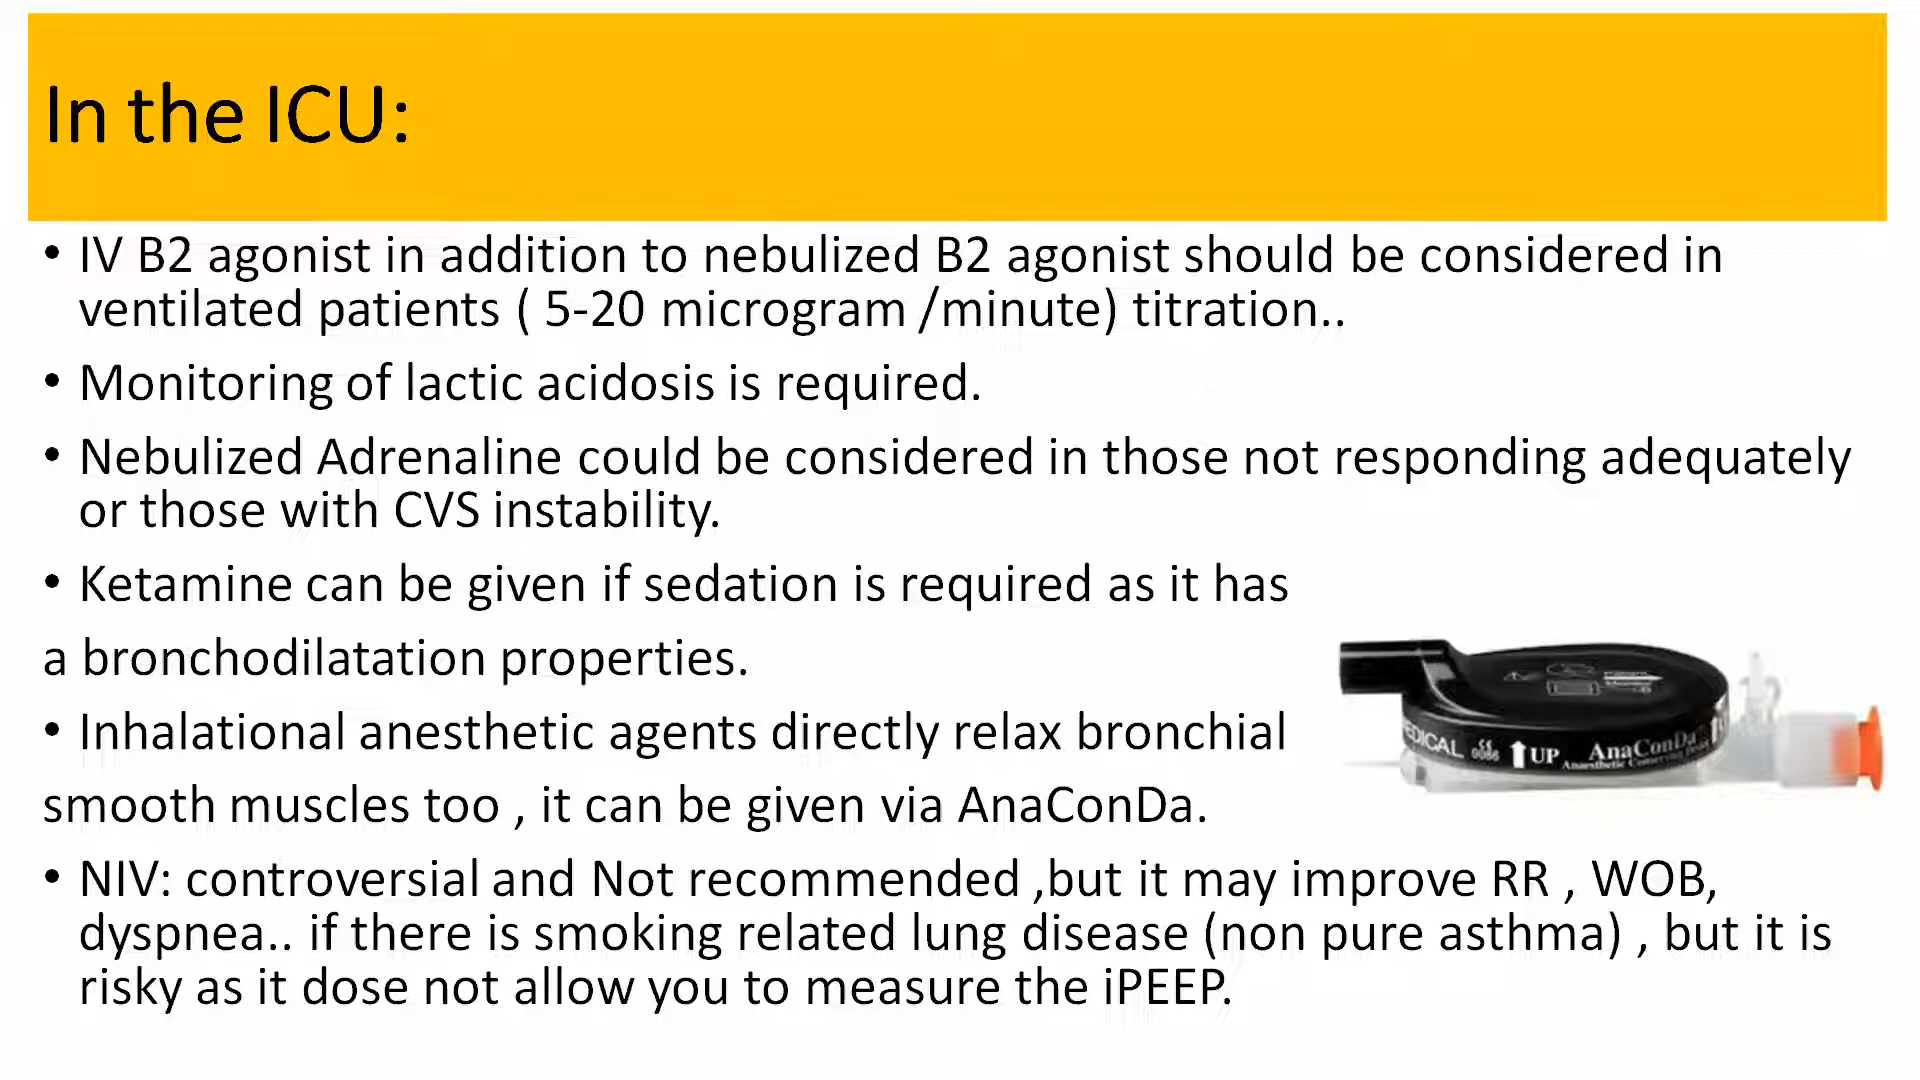 In the ICU:
• IV B2 agonist in addition to nebulized B2 agonist should be considered in
ventilated patients ( 5-20 microgram /minute) titration..
• Monitoring of lactic acidosis is required.
• Nebulized Adrenaline could be considered in those not responding adequately
or those with CVS instability.
• Ketamine can be given if sedation is required as it has
a bronchodilatation properties.
• Inhalational anesthetic agents directly relax bronchial
smooth muscles too , it can be given via AnaConDa.
EDICAL 0086 UP AnaConDa
Anaesthetic
• NIV: controversial and Not recommended ,but it may improve RR , WOB,
dyspnea.. if there is smoking related lung disease (non pure asthma) , but it is
risky as it dose not allow you to measure the iPEEP.